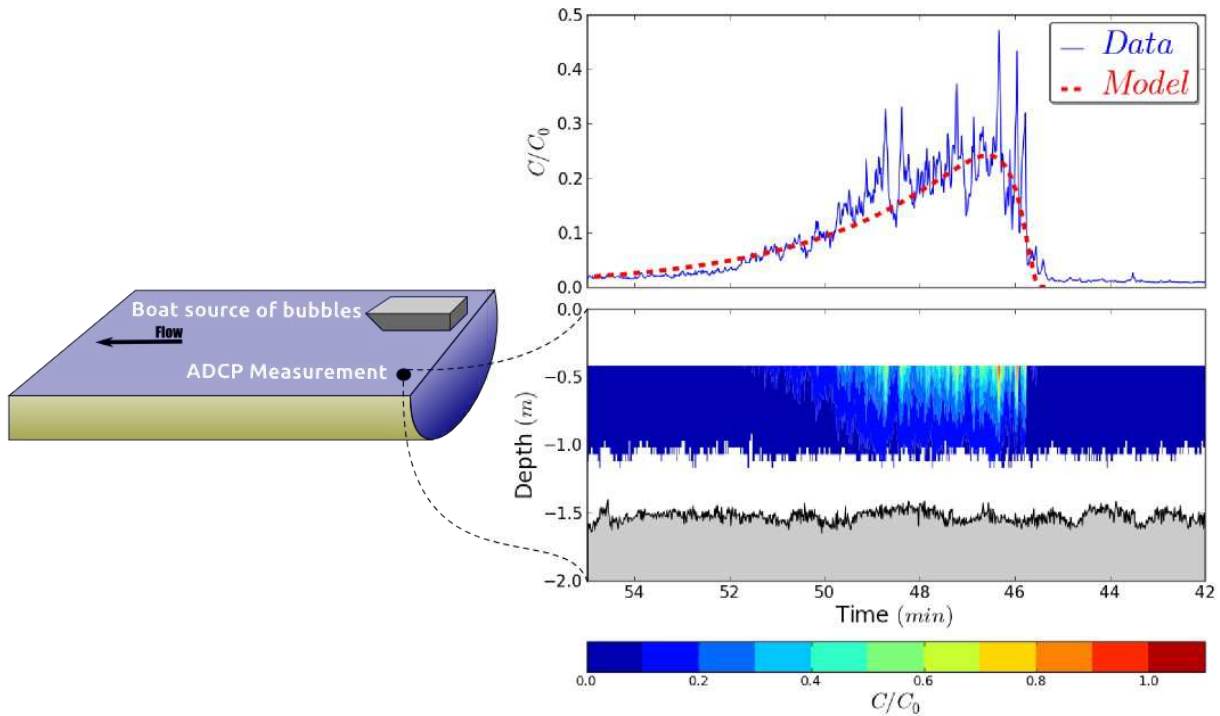 Boat source of bubbles
Flow
ADCP Measurement
0.5
0.4
0.3
0.2
0.1
0.0
C/C₀
Data
Model
0.0
−0.5
−1.0
−1.5
−2.0
Depth (m)
54 52 50 48 46 44 42
Time (min)
0.0 0.2 0.4 0.6 0.8 1.0
C/C₀